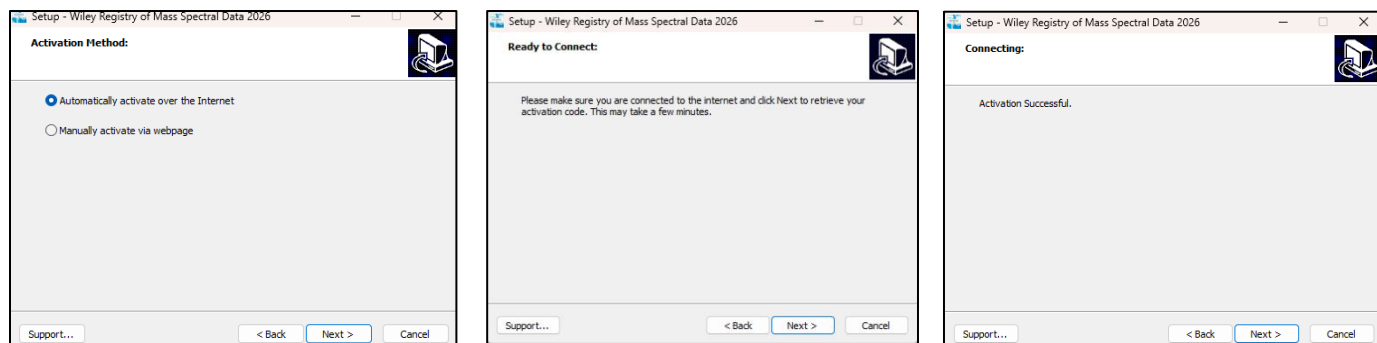 Setup - Wiley Registry of Mass Spectral Data 2026
Activation Method:
Automatically activate over the Internet
Manually activate via webpage
Support...
< Back
Next >
Cancel
Setup - Wiley Registry of Mass Spectral Data 2026
Ready to Connect:
Please make sure you are connected to the internet and click Next to retrieve your
activation code. This may take a few minutes.
Support...
< Back
Next >
Cancel
Setup - Wiley Registry of Mass Spectral Data 2026
Connecting:
Activation Successful.
Support...
< Back
Next >
Cancel